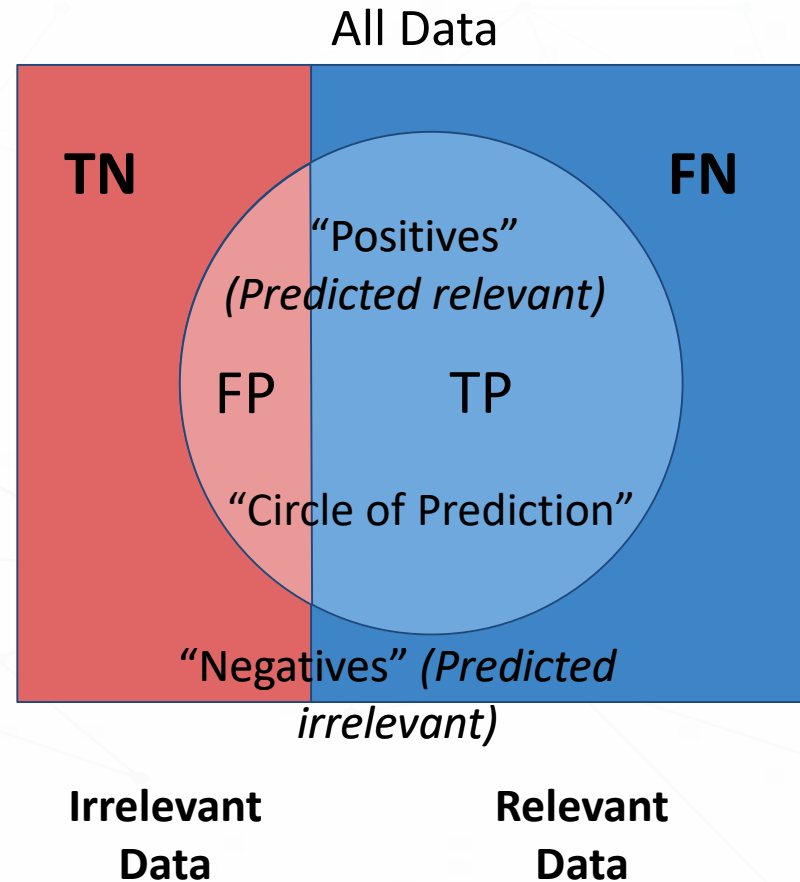 All Data
TN
FN
“Positives”
(Predicted relevant)
FP
TP
“Circle of Prediction”
“Negatives” (Predicted
irrelevant)
Irrelevant
Data
Relevant
Data